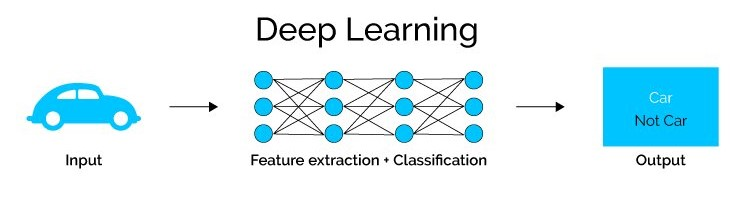 Deep Learning
Car
Not Car
Input
Feature extraction + Classification
Output